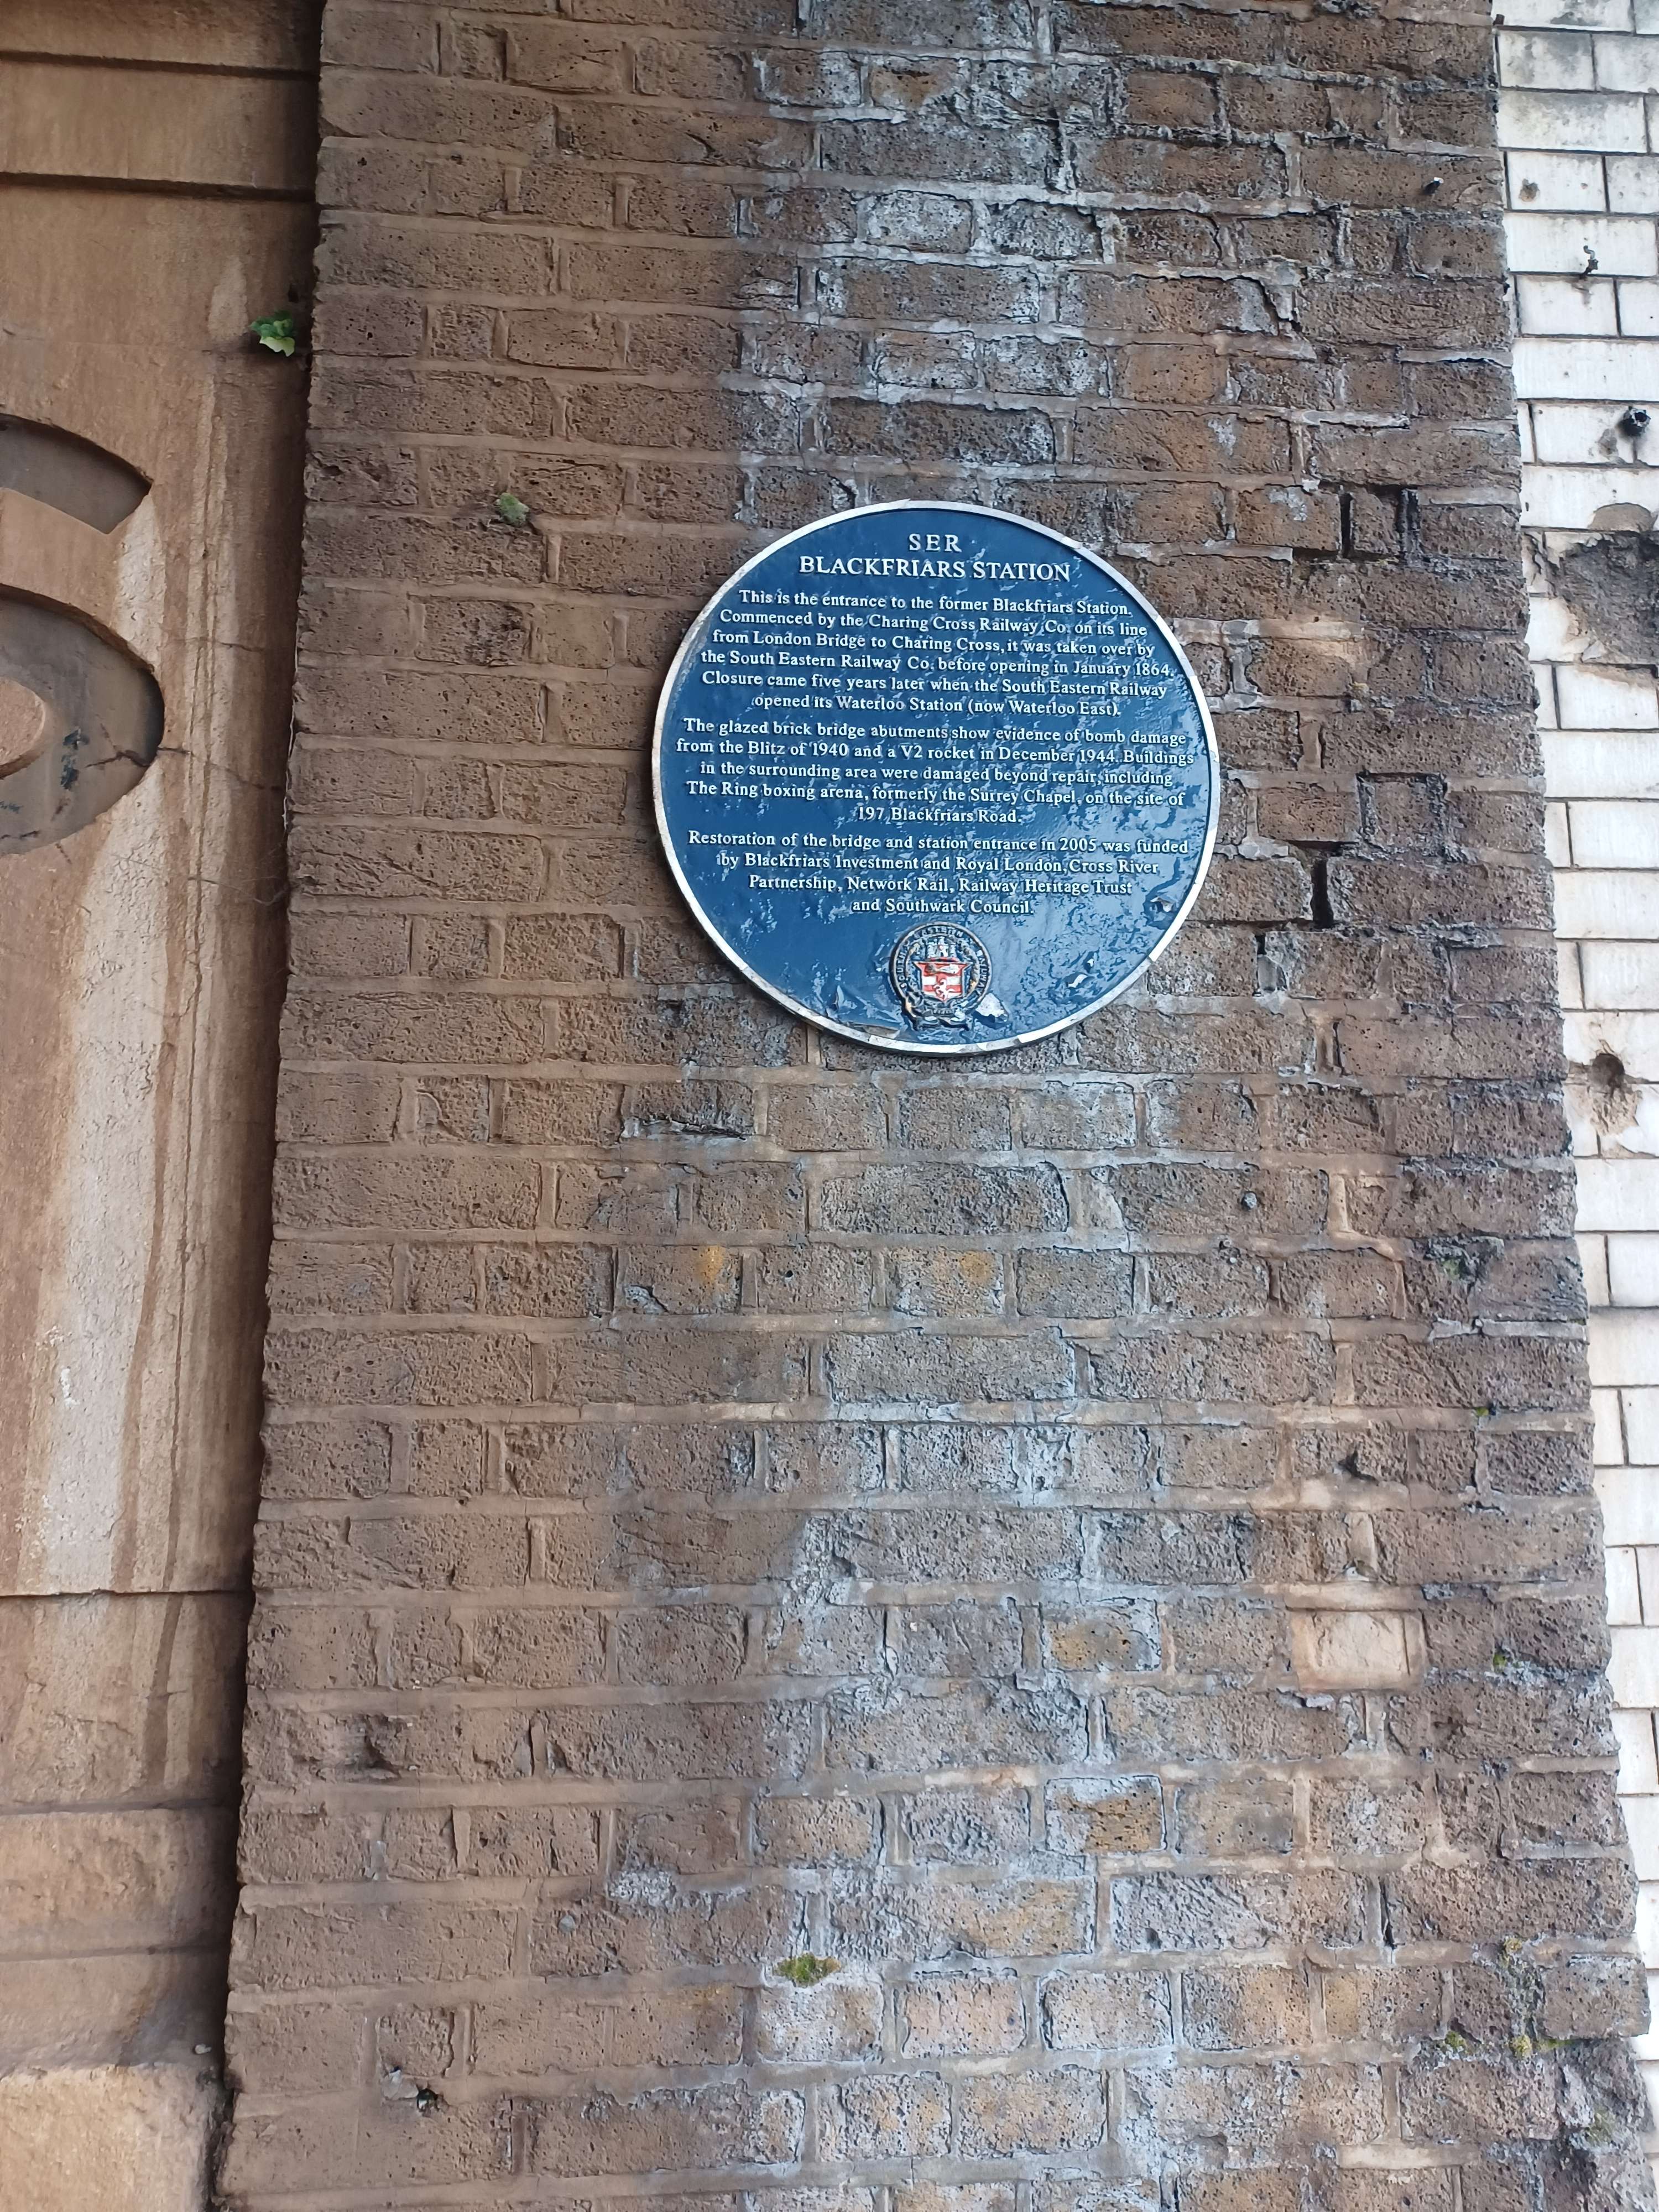 SER
BLACKFRIARS STATION
This is the entrance to the former Blackfriars Station.
Commenced by the Charing Cross Railway Co. on its line
from London Bridge to Charing Cross, it was taken over by
the South Eastern Railway Co. before opening in January 1864.
Closure came five years later when the South Eastern Railway
opened its Waterloo Station (now Waterloo East).
The glazed brick bridge abutments show evidence of bomb damage
from the Blitz of 1940 and a V2 rocket in December 1944. Buildings
in the surrounding area were damaged beyond repair, including
The Ring boxing arena, formerly the Surrey Chapel, on the site of
197 Blackfriars Road.
Restoration of the bridge and station entrance in 2005 was funded
by Blackfriars Investment and Royal London, Cross River
Partnership, Network Rail, Railway Heritage Trust
and Southwark Council.
SOUTH EASTERN RAILWAY